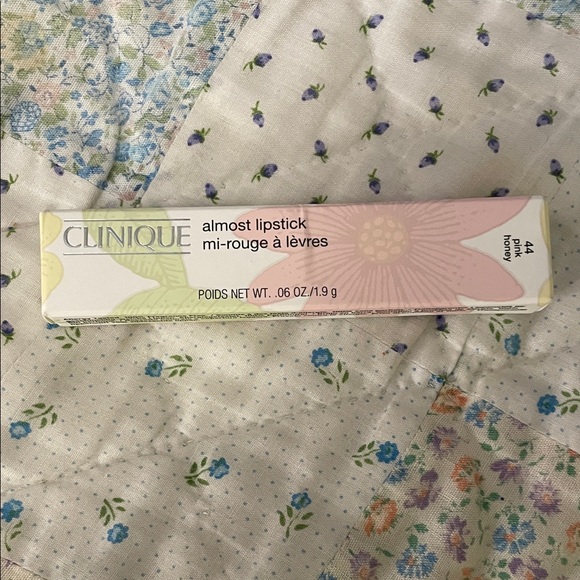 CLINIQUE
almost lipstick
mi-rouge à lèvres
POIDS NET WT. .06 OZ./1.9 g
44
pink
honey